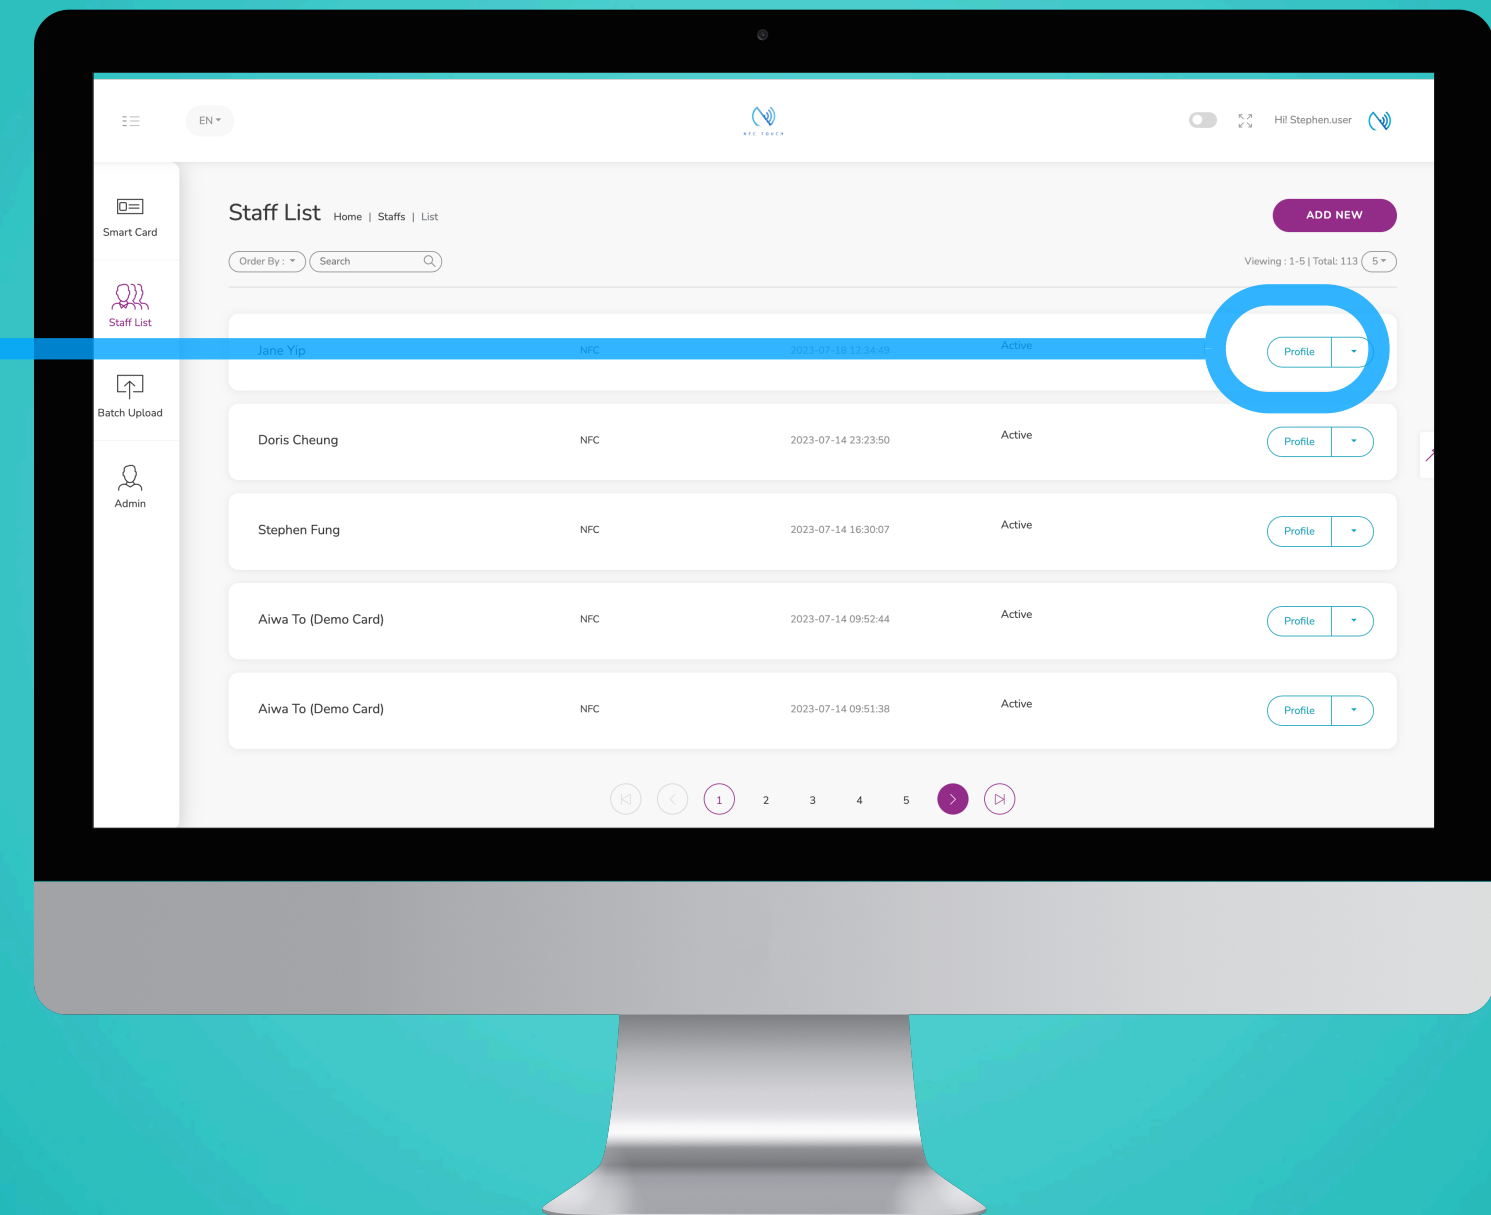 EN
NFC TOUCH
Hi! Stephen.user
Smart Card
Staff List
Batch Upload
Admin
Staff List Home | Staffs | List
ADD NEW
Order By : Search
Viewing : 1-5 | Total: 113 5
Jane Yip NFC 2023-07-18 12:34:49 Active Profile
Doris Cheung NFC 2023-07-14 23:23:50 Active Profile
Stephen Fung NFC 2023-07-14 16:30:07 Active Profile
Aiwa To (Demo Card) NFC 2023-07-14 09:52:44 Active Profile
Aiwa To (Demo Card) NFC 2023-07-14 09:51:38 Active Profile
1 2 3 4 5